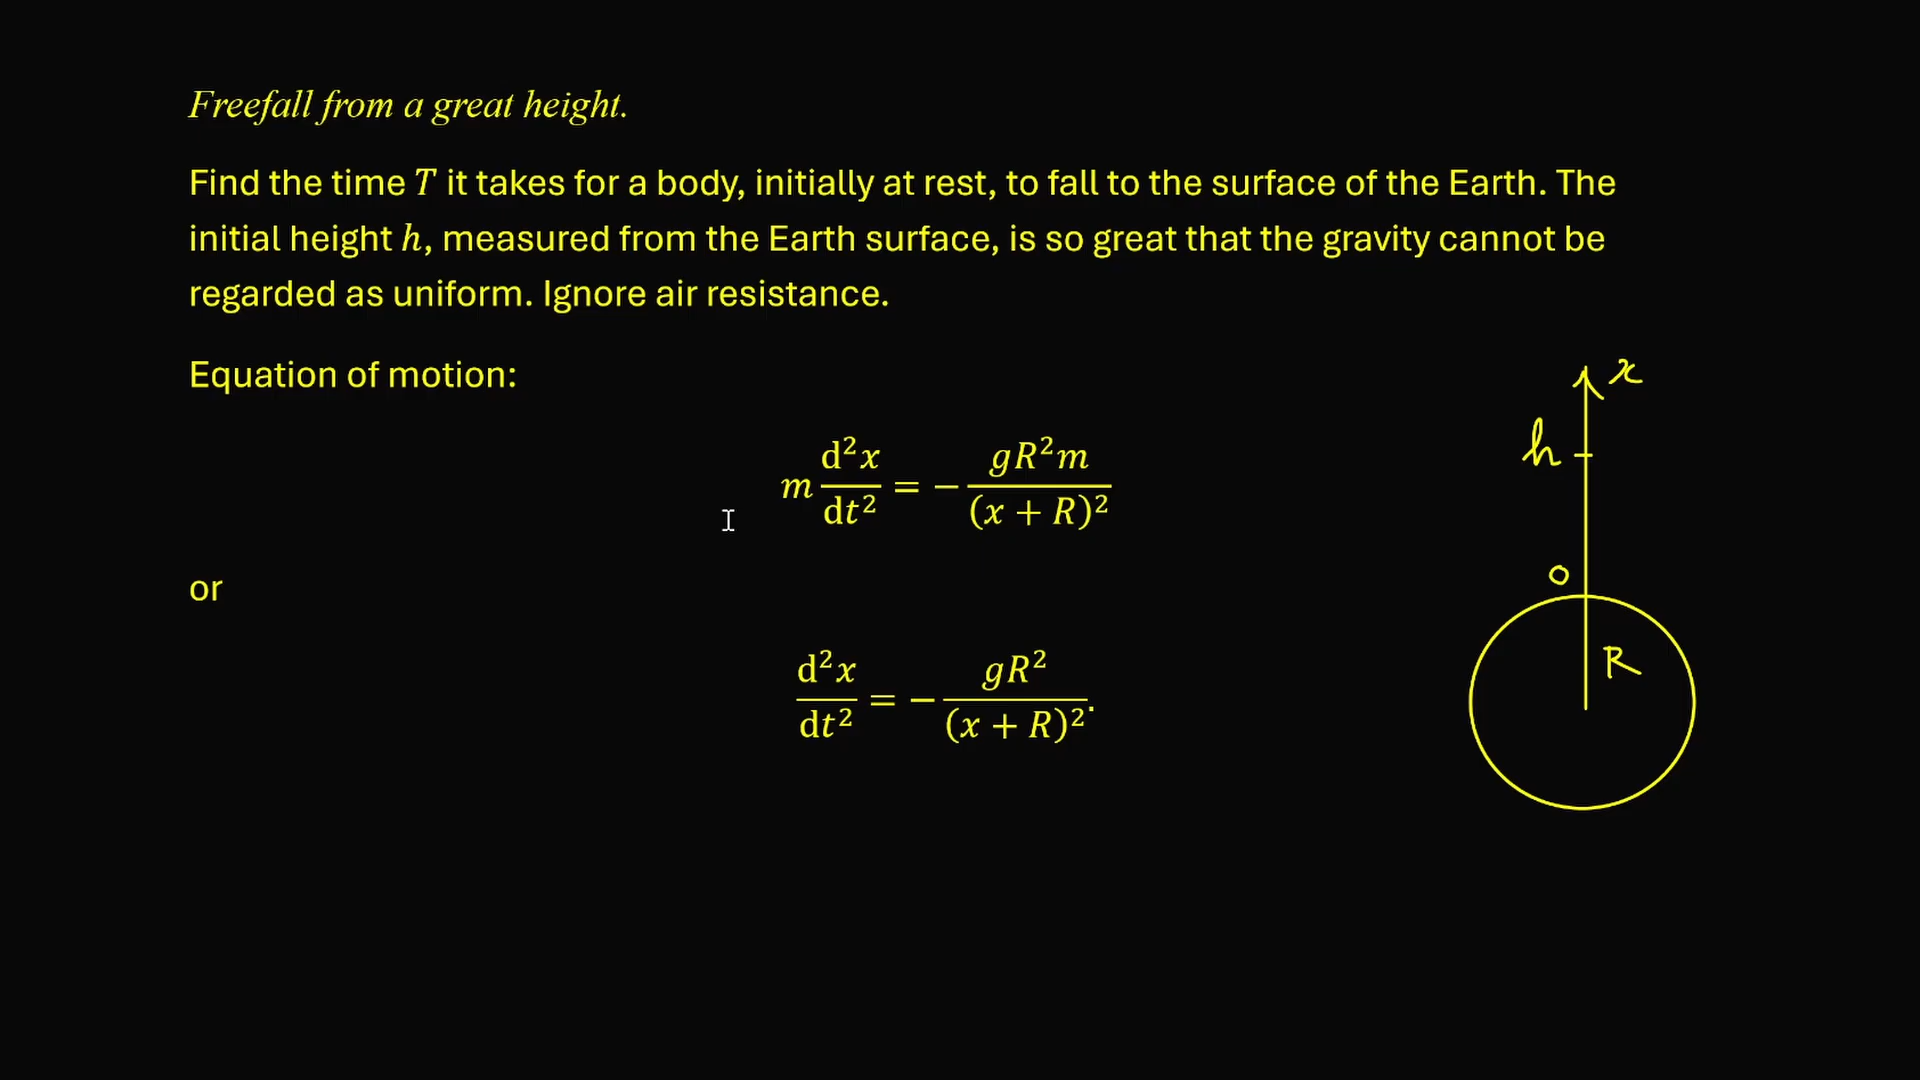 Freefall from a great height.
Find the time T it takes for a body, initially at rest, to fall to the surface of the Earth. The
initial height h, measured from the Earth surface, is so great that the gravity cannot be
regarded as uniform. Ignore air resistance.
Equation of motion:
m d²x/dt² = − gR²m/(x + R)²
or
d²x/dt² = − gR²/(x + R)².
x
h
0
R